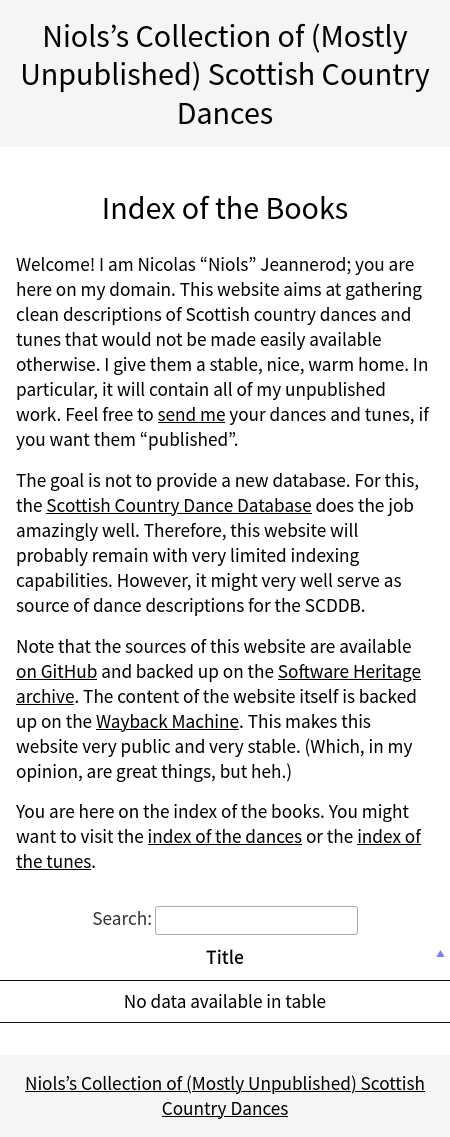 Niols’s Collection of (Mostly
Unpublished) Scottish Country
Dances
Index of the Books
Welcome! I am Nicolas “Niols” Jeannerod; you are
here on my domain. This website aims at gathering
clean descriptions of Scottish country dances and
tunes that would not be made easily available
otherwise. I give them a stable, nice, warm home. In
particular, it will contain all of my unpublished
work. Feel free to send me your dances and tunes, if
you want them “published”.
The goal is not to provide a new database. For this,
the Scottish Country Dance Database does the job
amazingly well. Therefore, this website will
probably remain with very limited indexing
capabilities. However, it might very well serve as
source of dance descriptions for the SCDDB.
Note that the sources of this website are available
on GitHub and backed up on the Software Heritage
archive. The content of the website itself is backed
up on the Wayback Machine. This makes this
website very public and very stable. (Which, in my
opinion, are great things, but heh.)
You are here on the index of the books. You might
want to visit the index of the dances or the index of
the tunes.
Search:
Title
No data available in table
Niols’s Collection of (Mostly Unpublished) Scottish
Country Dances